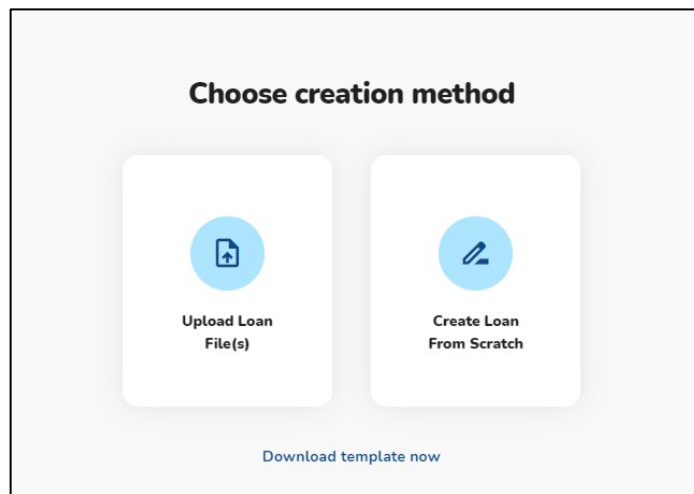 Choose creation method
Upload Loan
File(s)
Create Loan
From Scratch
Download template now